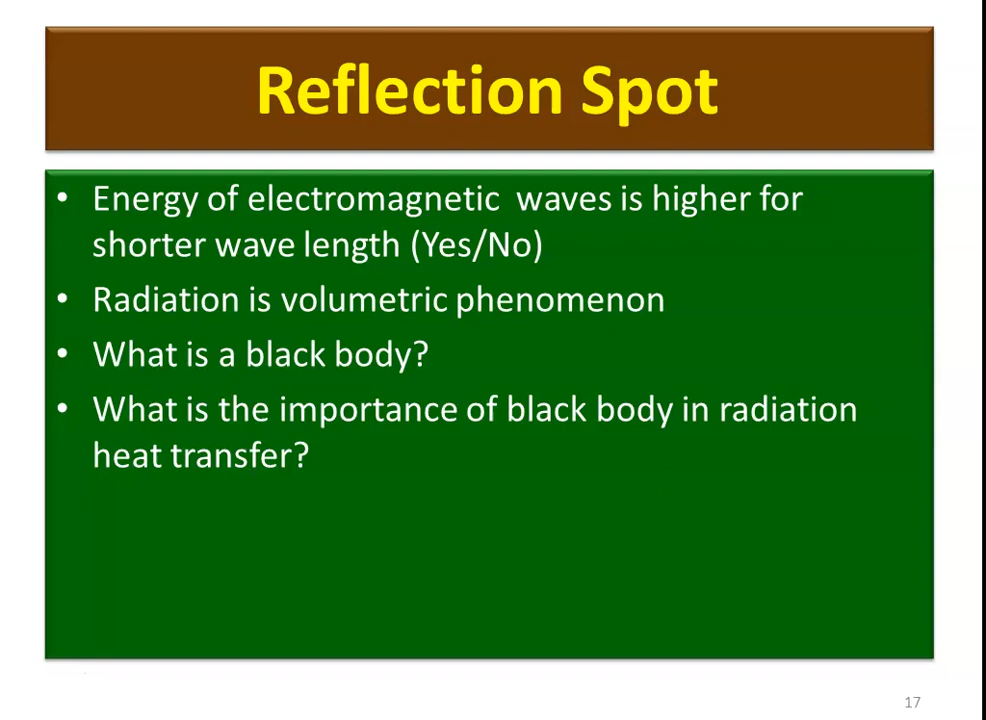 Reflection Spot
• Energy of electromagnetic waves is higher for
shorter wave length (Yes/No)
• Radiation is volumetric phenomenon
• What is a black body?
• What is the importance of black body in radiation
heat transfer?
17